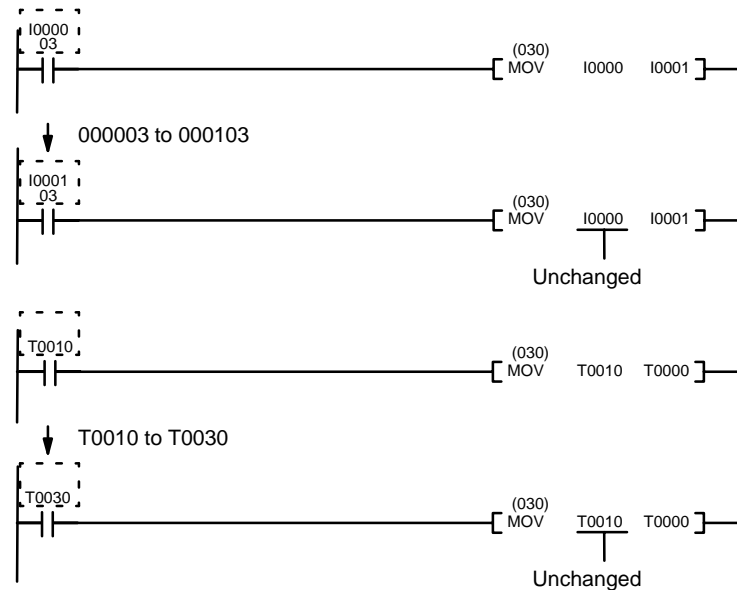 I0000
03
(030)
MOV I0000 I0001
000003 to 000103
I0001
03
(030)
MOV I0000 I0001
Unchanged
T0010
(030)
MOV T0010 T0000
T0010 to T0030
T0030
(030)
MOV T0010 T0000
Unchanged